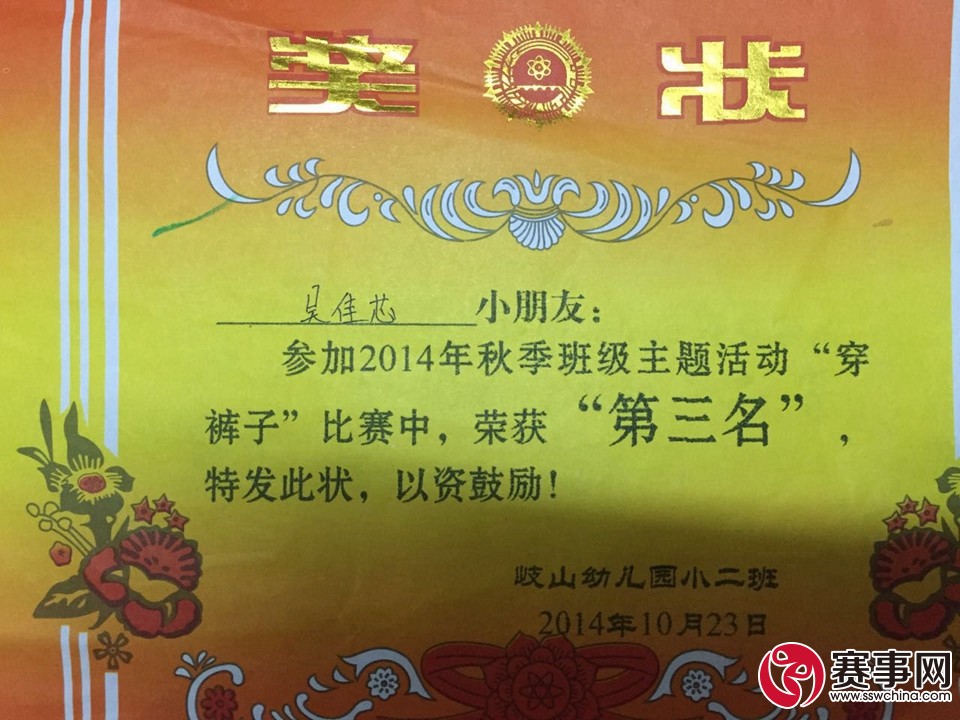 奖 状
吴佳芯 小朋友：
参加2014年秋季班级主题活动“穿
裤子”比赛中，荣获 “第三名”，
特发此状，以资鼓励！
岐山幼儿园小二班
2014年10月23日
赛事网
www.sswchina.com